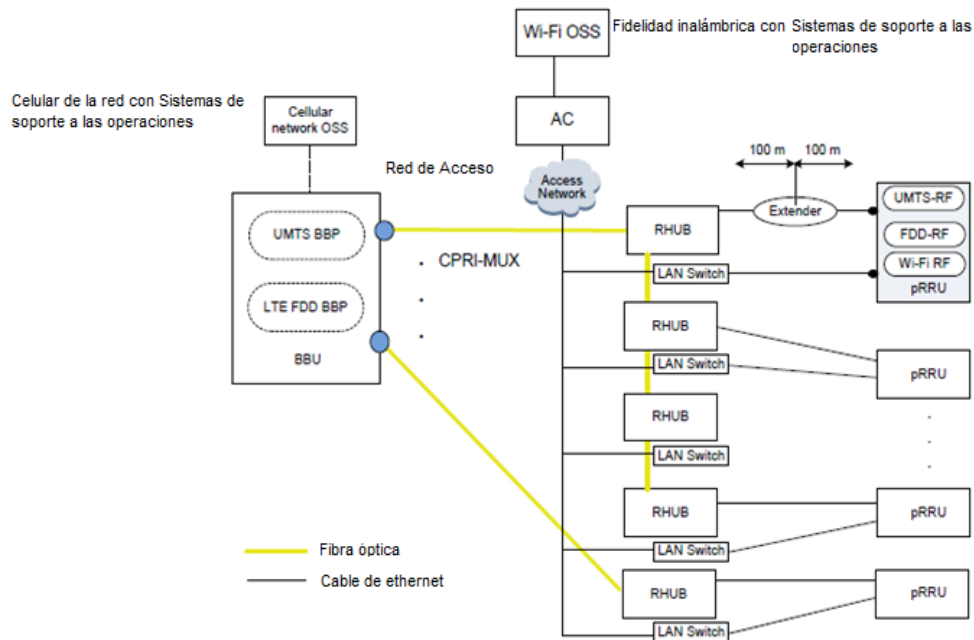 Wi-Fi OSS
Fidelidad inalámbrica con Sistemas de soporte a las
operaciones
Celular de la red con Sistemas de
soporte a las operaciones
Cellular
network OSS
AC
Red de Acceso
Access
Network
100 m
100 m
Extender
UMTS-RF
FDD-RF
Wi-Fi RF
pRRU
RHUB
LAN Switch
UMTS BBP
LTE FDD BBP
BBU
CPRI-MUX
RHUB
LAN Switch
pRRU
RHUB
LAN Switch
RHUB
LAN Switch
pRRU
RHUB
LAN Switch
pRRU
Fibra óptica
Cable de ethernet